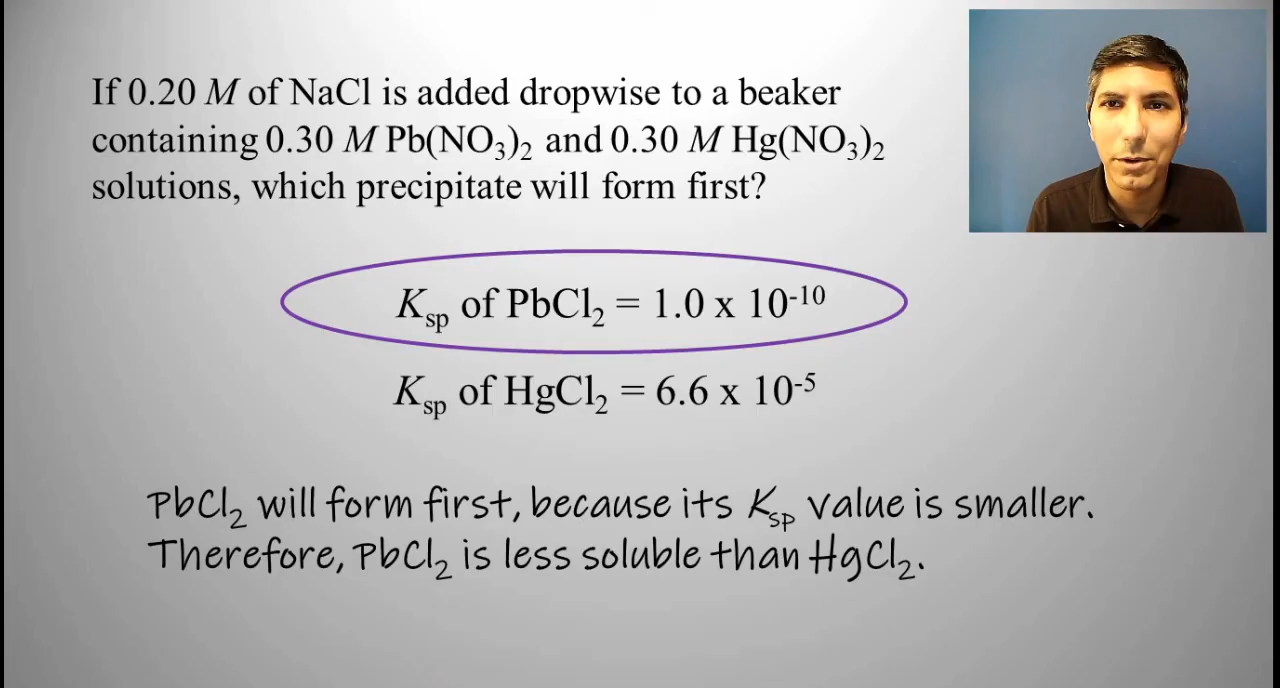 If 0.20 M of NaCl is added dropwise to a beaker
containing 0.30 M Pb(NO₃)₂ and 0.30 M Hg(NO₃)₂
solutions, which precipitate will form first?
Kₛₚ of PbCl₂ = 1.0 x 10⁻¹⁰
Kₛₚ of HgCl₂ = 6.6 x 10⁻⁵
PbCl₂ will form first, because its Kₛₚ value is smaller.
Therefore, PbCl₂ is less soluble than HgCl₂.